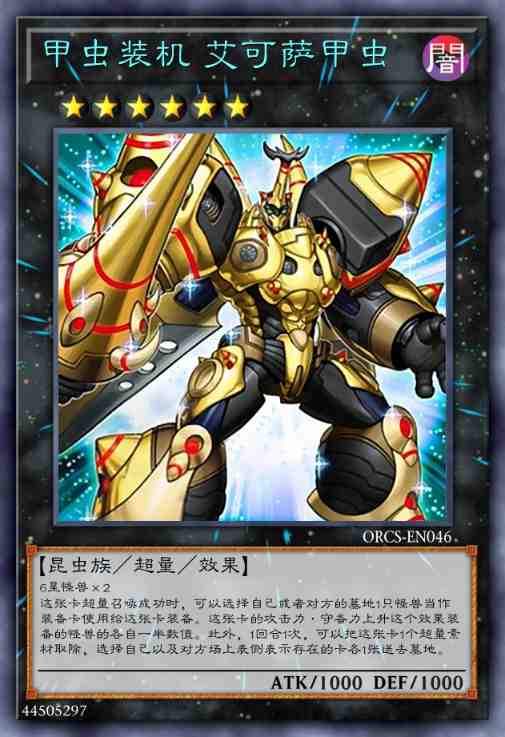 甲虫装机 艾可萨甲虫
闇
ORCS-EN046
【昆虫族／超量／效果】
6星怪兽×2
这张卡超量召唤成功时，可以选择自己或者对方的墓地1只怪兽当作
装备卡使用给这张卡装备。这张卡的攻击力·守备力上升这个效果装
备的怪兽的各自一半数值。此外，1回合1次，可以把这张卡1个超量素
材取除，选择自己以及对方场上表侧表示存在的卡各1张送去墓地。
ATK/1000 DEF/1000
44505297